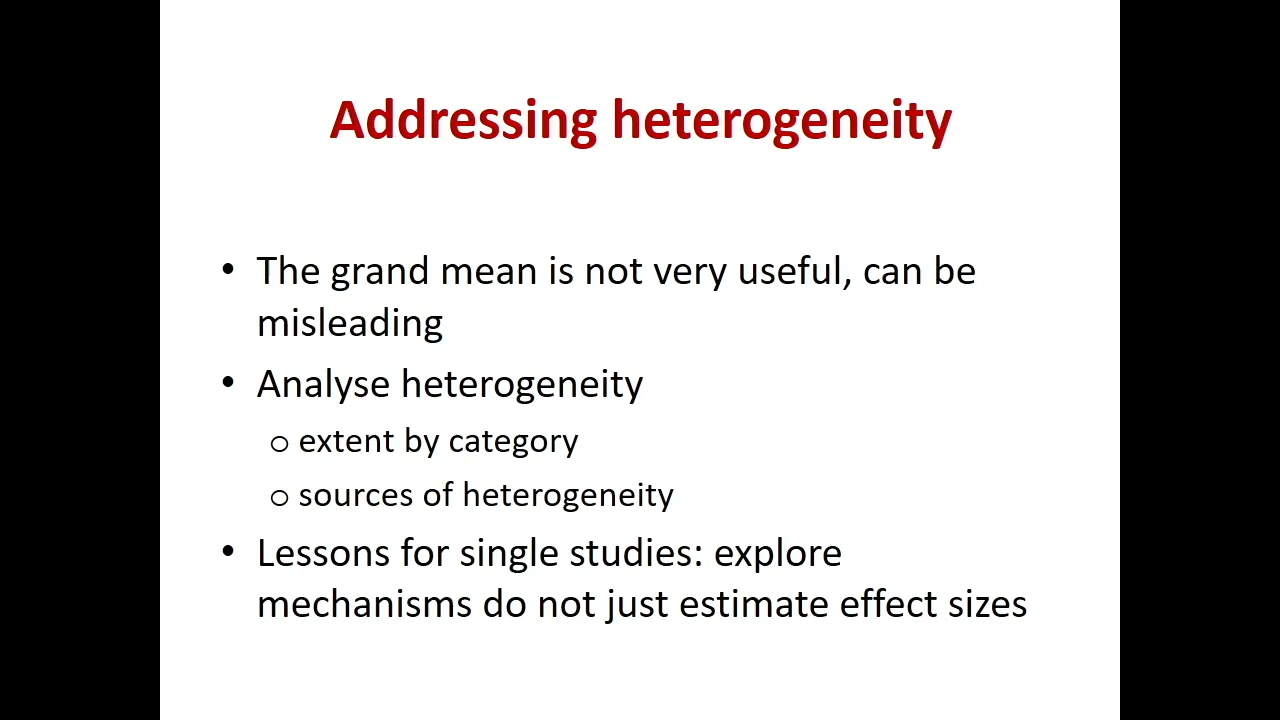 Addressing heterogeneity
• The grand mean is not very useful, can be
misleading
• Analyse heterogeneity
o extent by category
o sources of heterogeneity
• Lessons for single studies: explore
mechanisms do not just estimate effect sizes